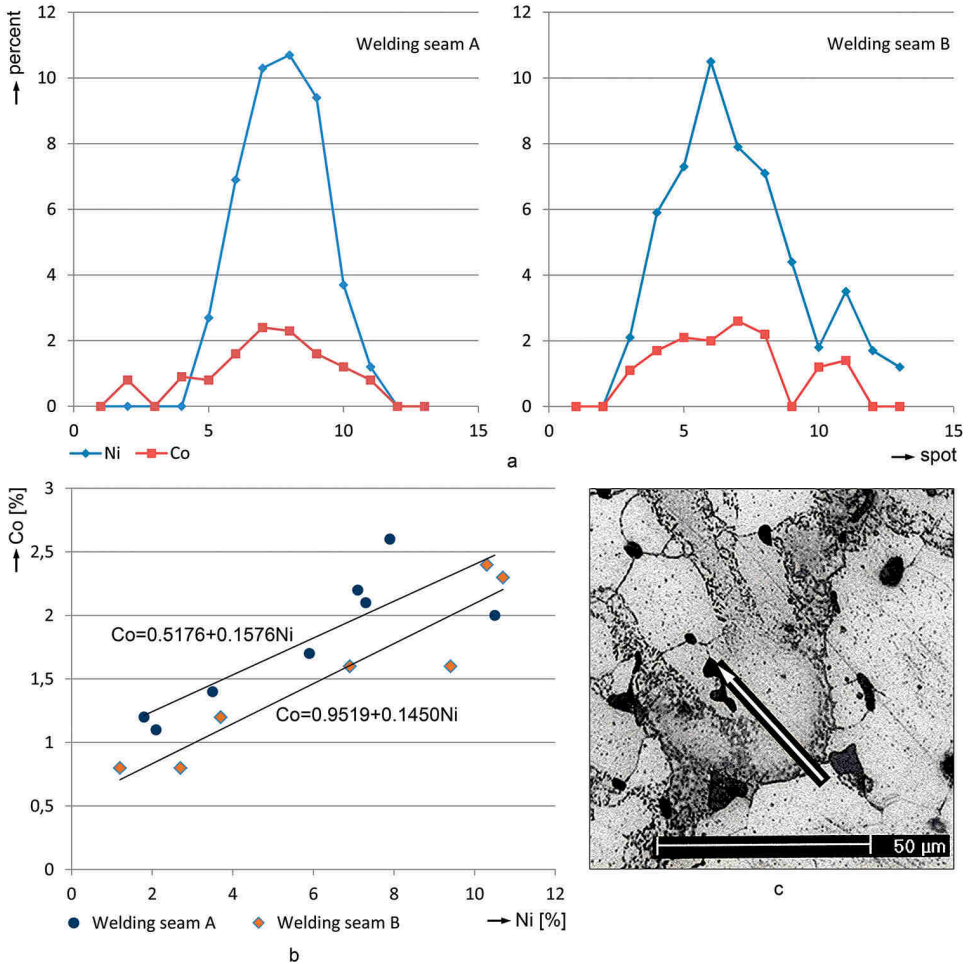 → percent
12
10
8
6
4
2
0
Welding seam A
0
5
10
15
Ni
Co
12
10
8
6
4
2
0
Welding seam B
0
5
10
15
→ spot
a
→ Co [%]
3
2,5
2
1,5
1
0,5
0
Co=0.5176+0.1576Ni
Co=0.9519+0.1450Ni
0
2
4
6
8
10
12
Welding seam A
Welding seam B
→ Ni [%]
b
50 µm
c